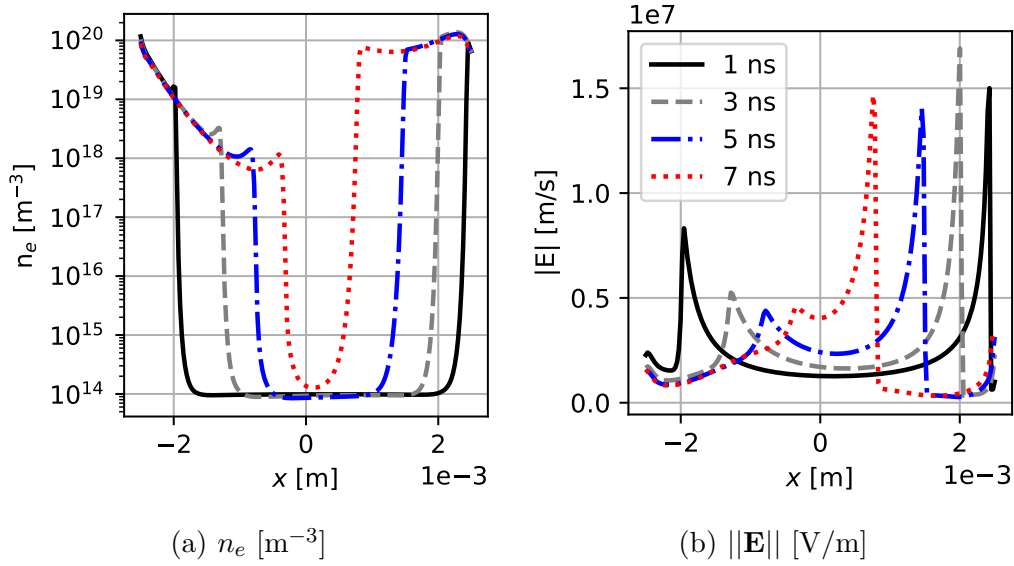 10^20
10^19
10^18
10^17
10^16
10^15
10^14
n_e [m^−3]
−2
0
2
1e−3
x [m]
(a) n_e [m^−3]
1e7
1.5
1.0
0.5
0.0
|E| [m/s]
1 ns
3 ns
5 ns
7 ns
−2
0
2
1e−3
x [m]
(b) ||E|| [V/m]